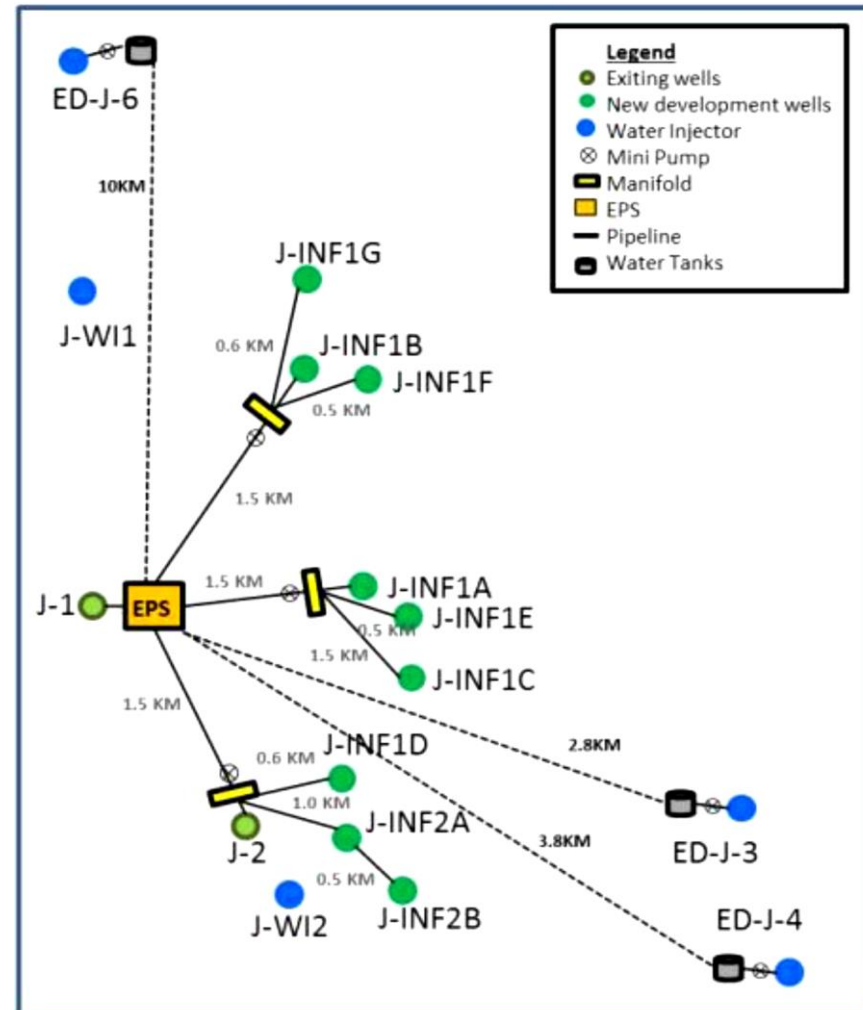 Legend
Exiting wells
New development wells
Water Injector
Mini Pump
Manifold
EPS
Pipeline
Water Tanks
ED-J-6
10KM
J-INF1G
J-WI1
0.6 KM
J-INF1B
J-INF1F
0.5 KM
1.5 KM
J-1
EPS
1.5 KM
J-INF1A
0.5 KM
J-INF1E
1.5 KM
J-INF1C
1.5 KM
0.6 KM
J-INF1D
2.8KM
1.0 KM
J-INF2A
3.8KM
J-2
ED-J-3
0.5 KM
J-WI2
J-INF2B
ED-J-4